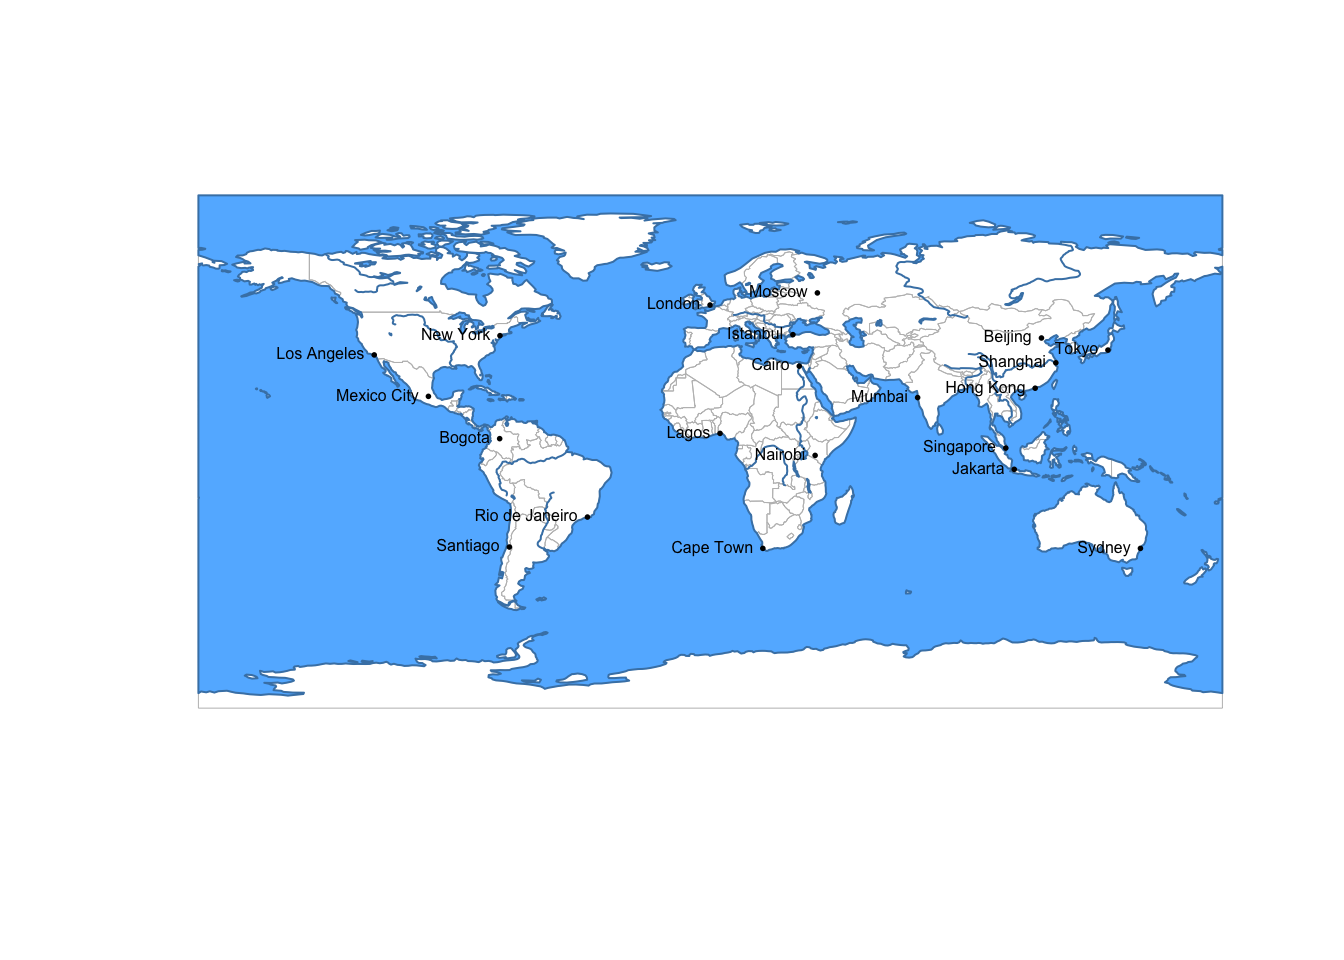 Moscow
London
New York
Istanbul
Beijing
Tokyo
Los Angeles
Shanghai
Cairo
Hong Kong
Mexico City
Mumbai
Lagos
Bogota
Singapore
Nairobi
Jakarta
Rio de Janeiro
Santiago
Cape Town
Sydney